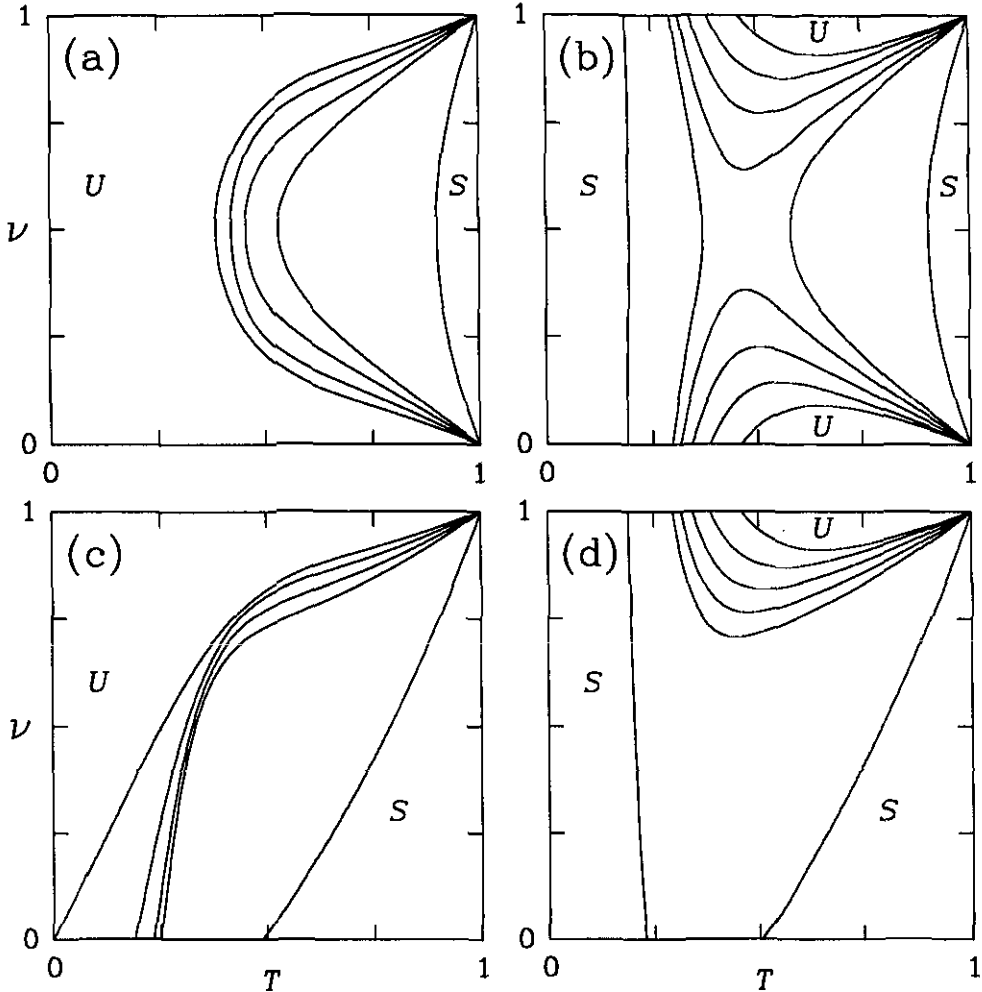 1 (a) 1 (b) U
U S S S
ν
0 0 U
0 1 0 1
1 (c) 1 (d) U
U S
ν
S S
0 0
0 T 1 0 T 1